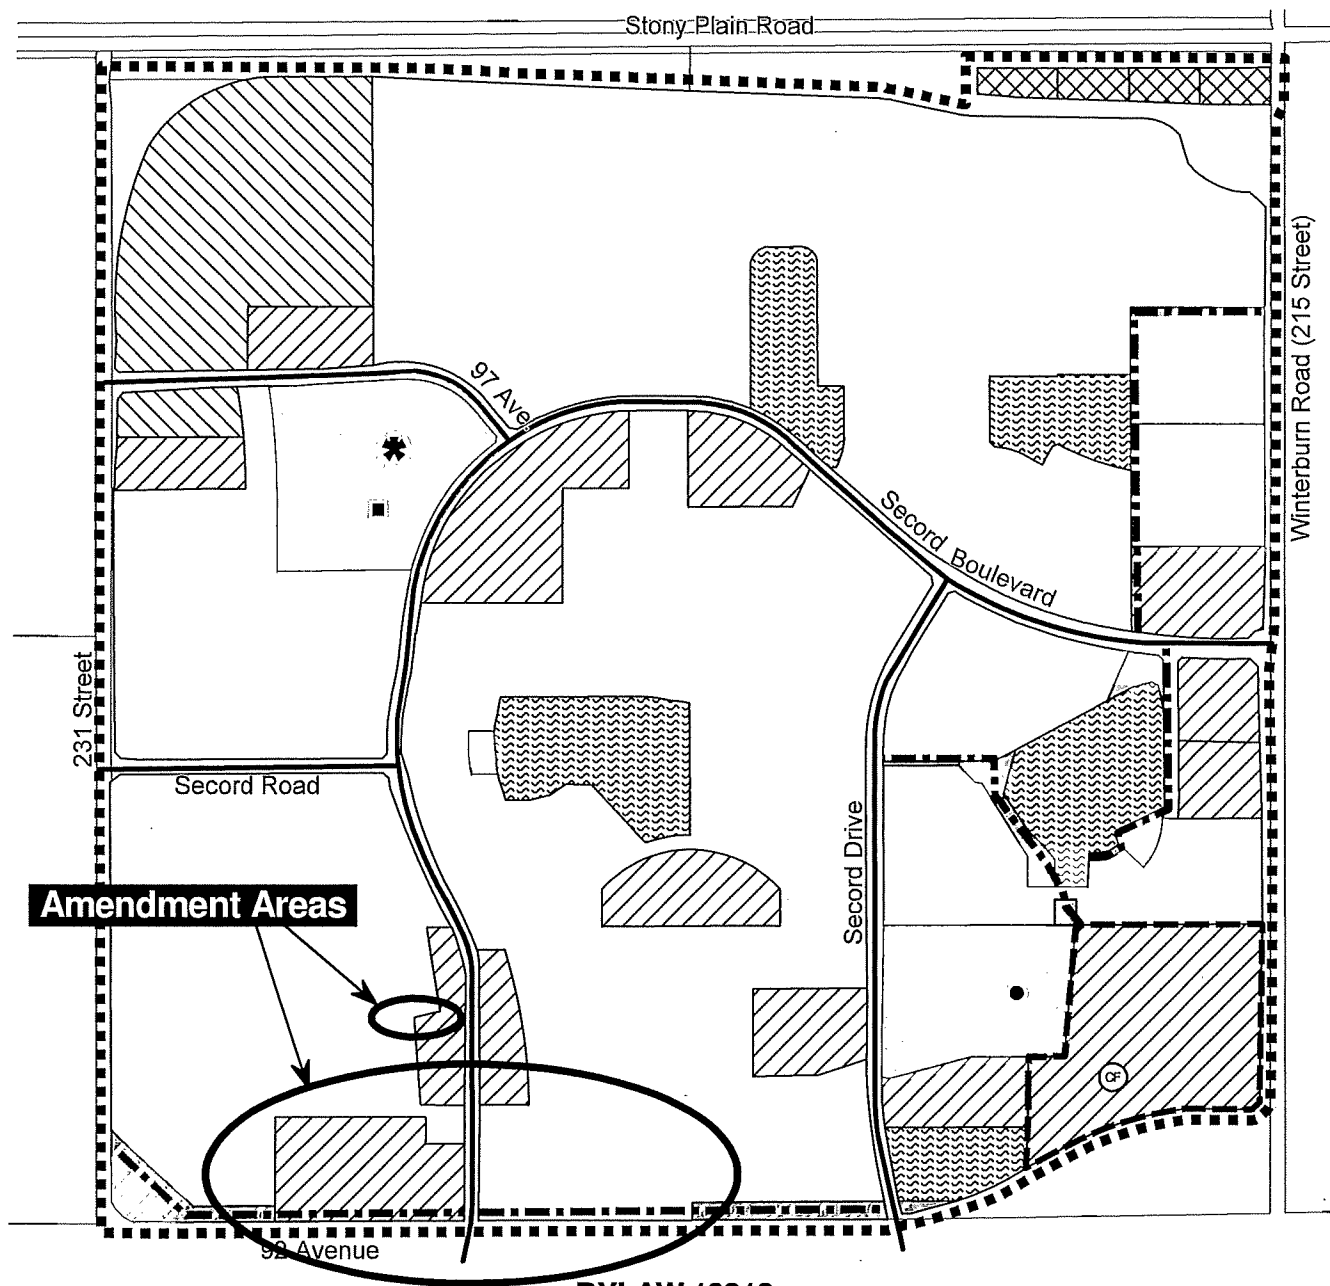 Stony Plain Road
Winterburn Road (215 Street)
97 Ave
Secord Boulevard
231 Street
Secord Road
Secord Drive
Amendment Areas
CF
92 Avenue